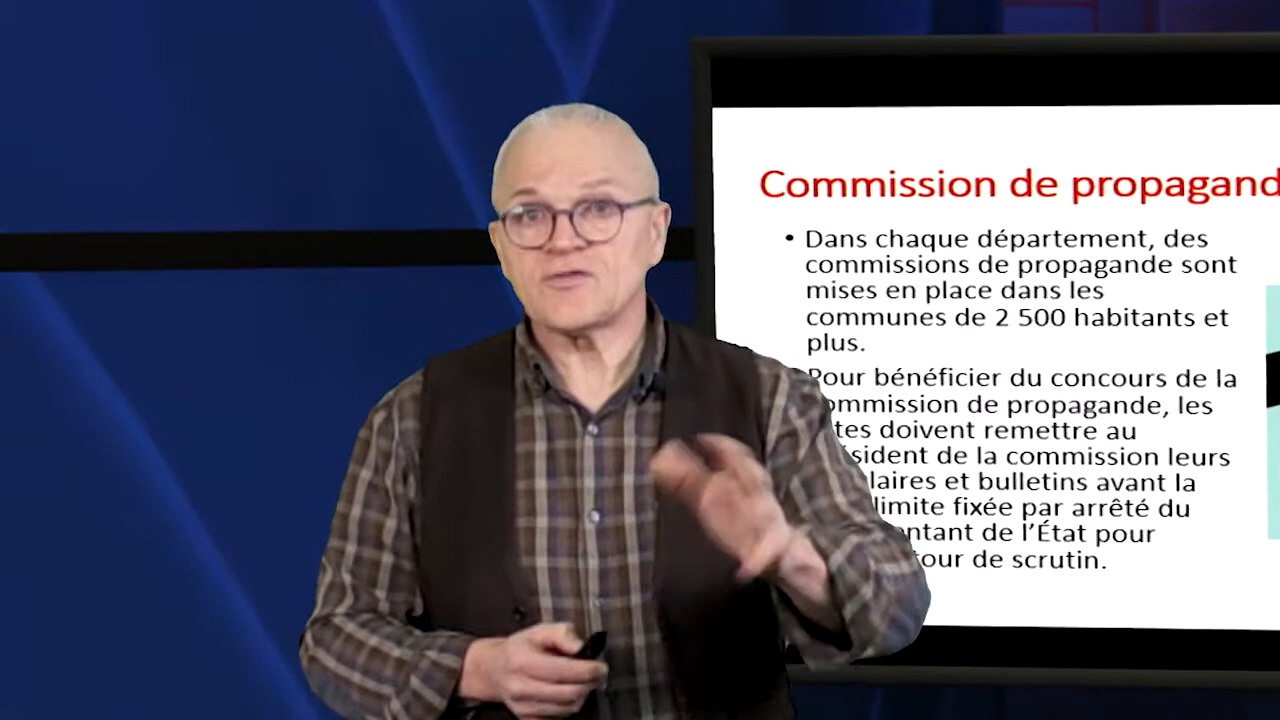 Commission de propagand
• Dans chaque département, des
commissions de propagande sont
mises en place dans les
communes de 2 500 habitants et
plus.
Pour bénéficier du concours de la
ommission de propagande, les
tes doivent remettre au
sident de la commission leurs
laires et bulletins avant la
limite fixée par arrêté du
ntant de l’État pour
tour de scrutin.